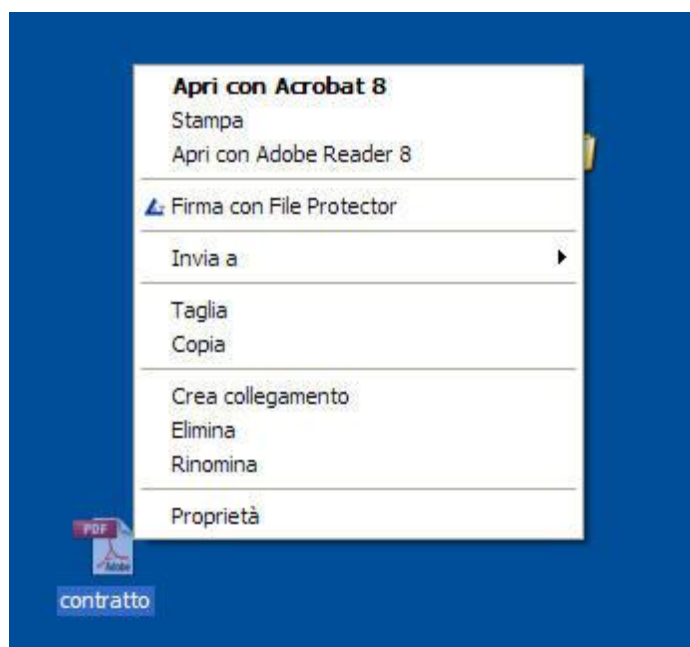 Apri con Acrobat 8
Stampa
Apri con Adobe Reader 8
Firma con File Protector
Invia a
Taglia
Copia
Crea collegamento
Elimina
Rinomina
Proprietà
PDF
Adobe
contratto